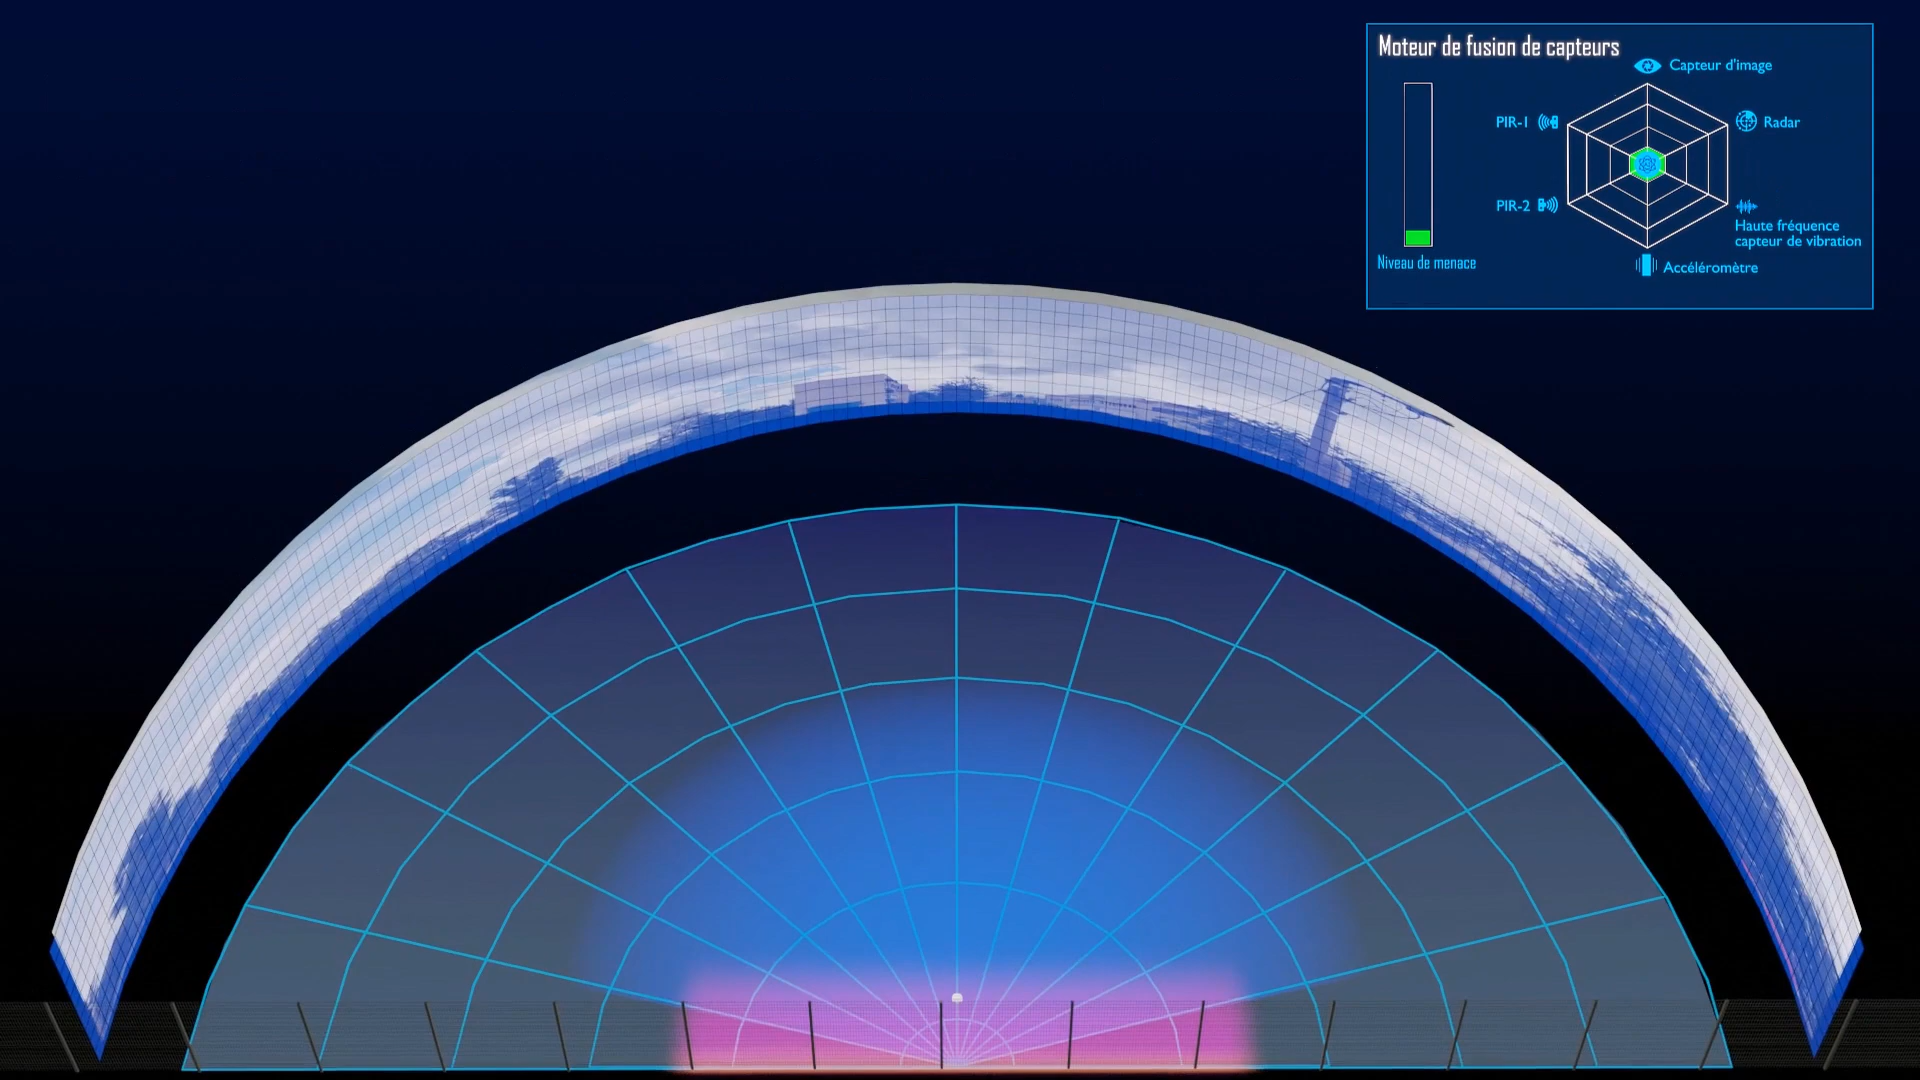 Moteur de fusion de capteurs
Capteur d'image
PIR-1
Radar
PIR-2
Haute fréquence
capteur de vibration
Niveau de menace
Accéléromètre